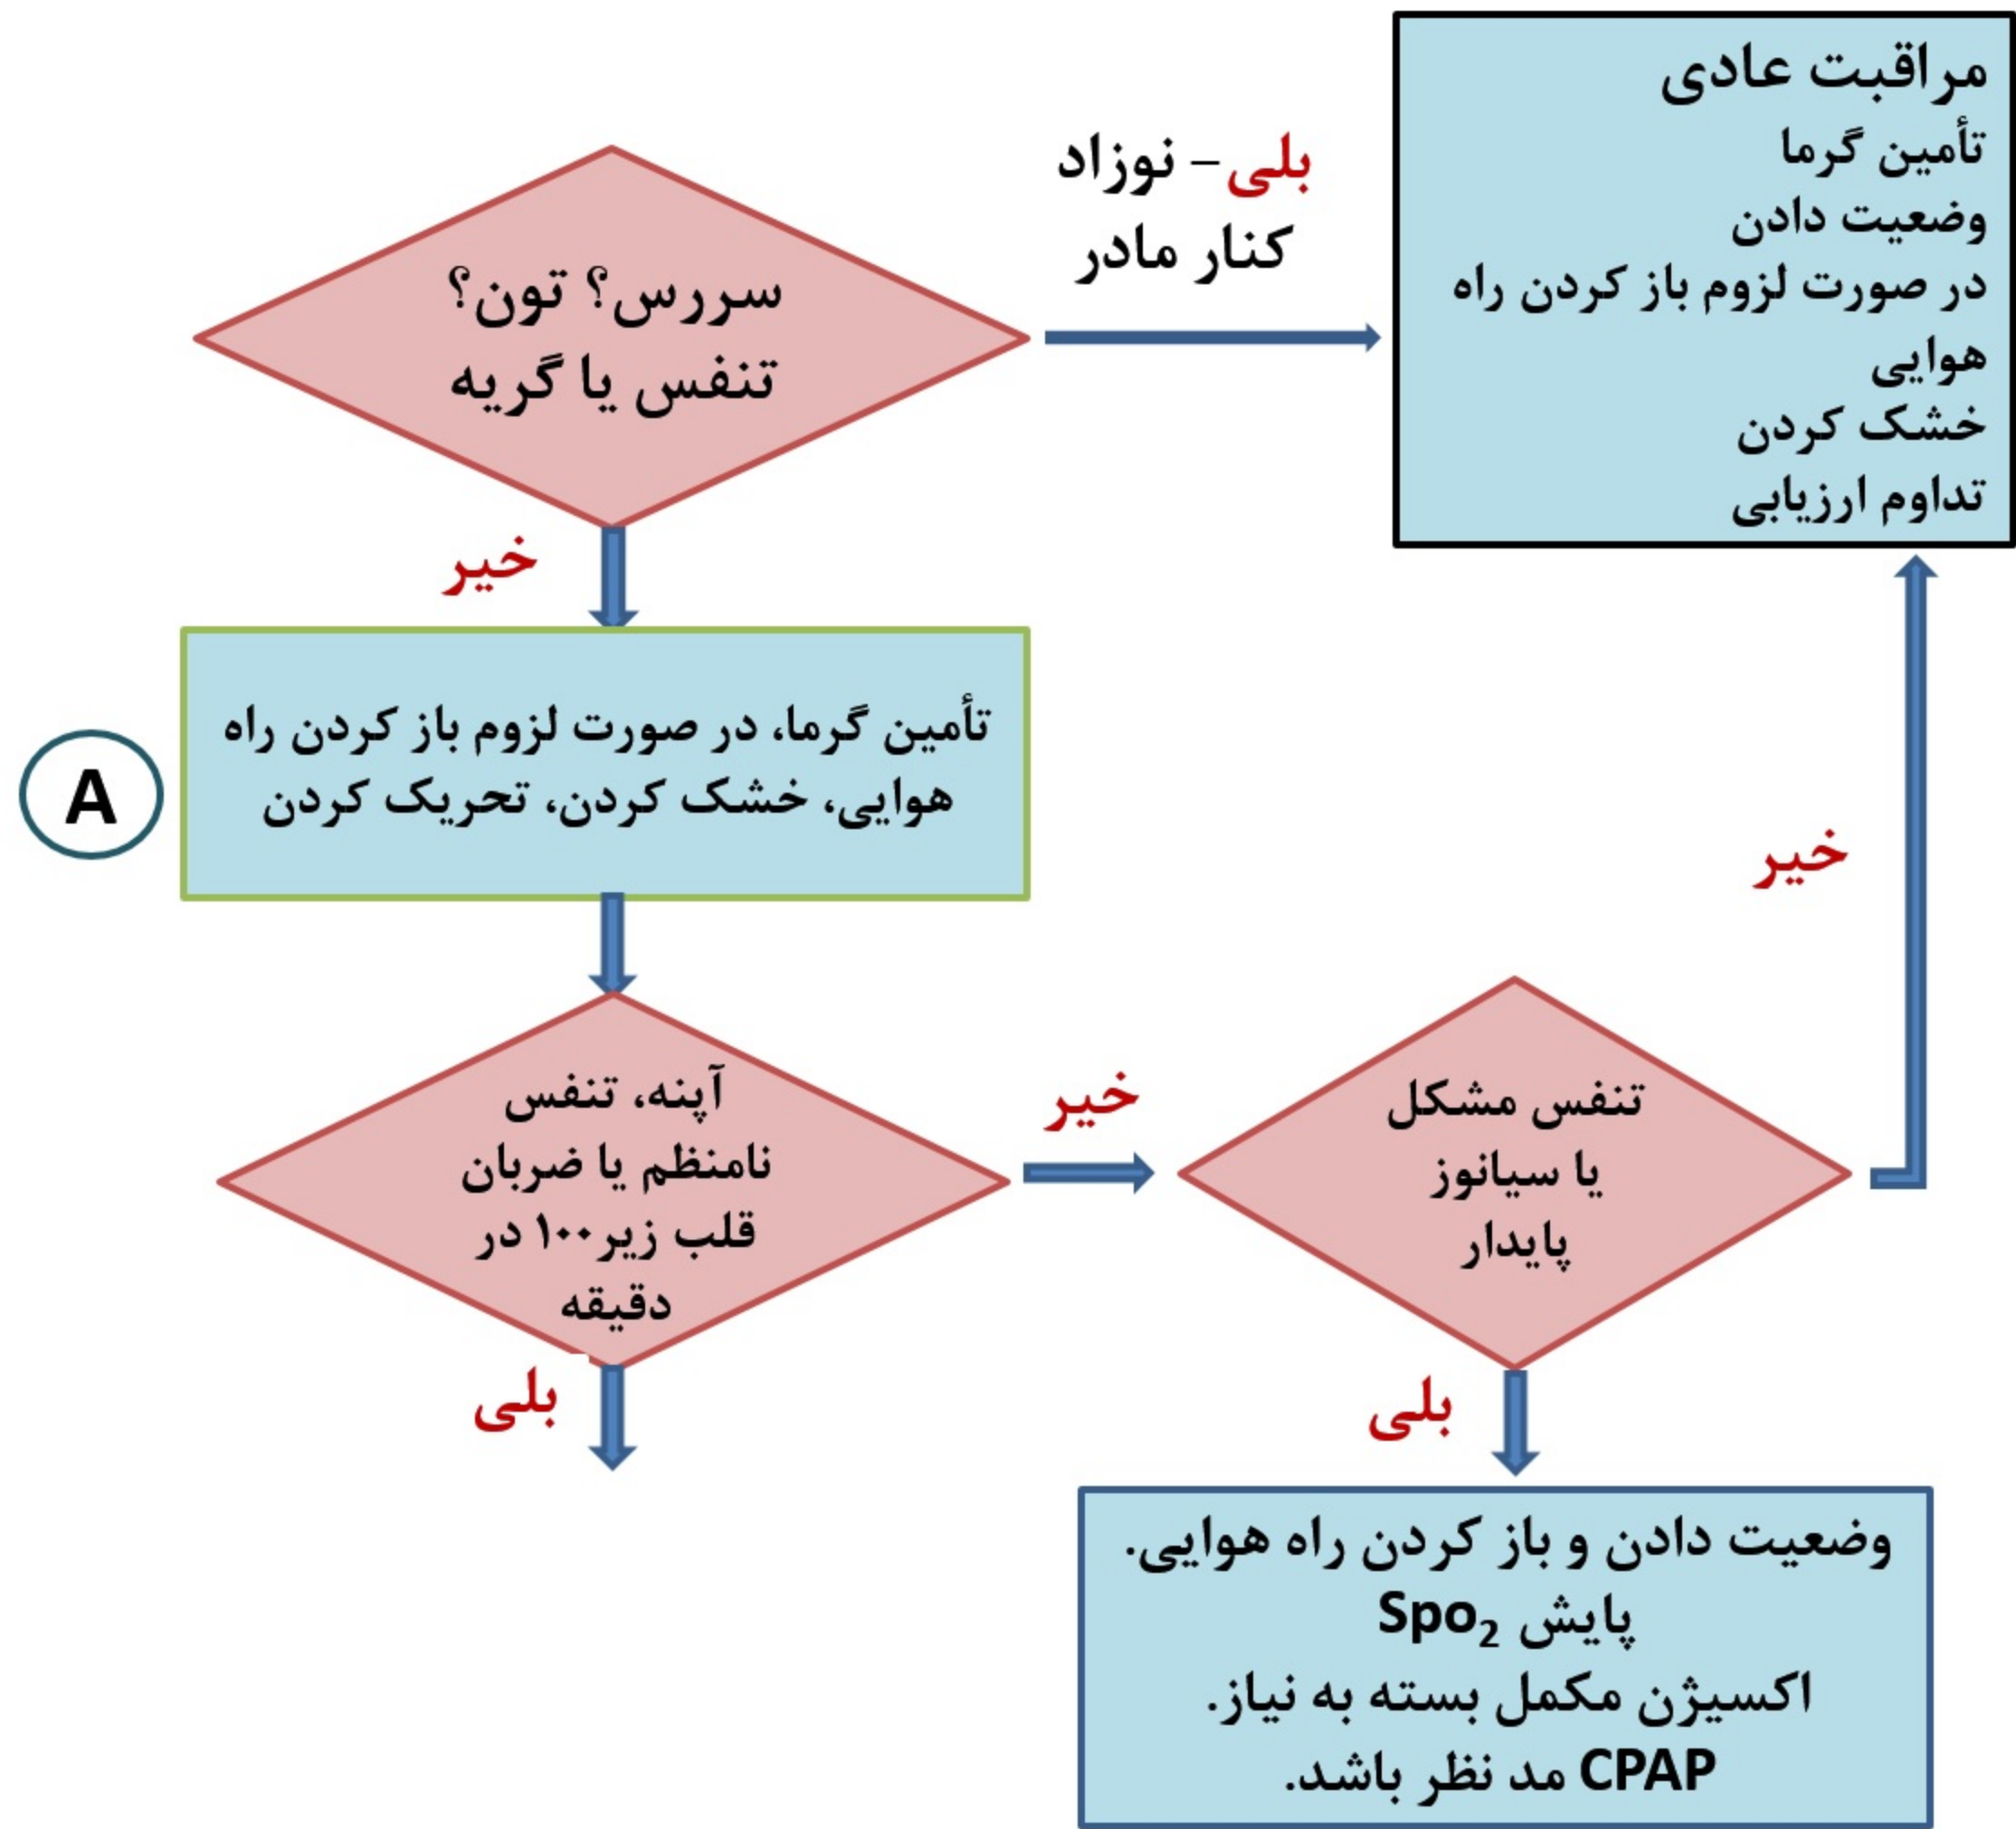 مراقبت عادی
تأمین گرما
وضعیت دادن
در صورت لزوم باز کردن راه
هوایی
خشک کردن
تداوم ارزیابی
بلی- نوزاد
کنار مادر
سررس؟ تون؟
تنفس یا گریه
خیر
تأمین گرما، در صورت لزوم باز کردن راه
هوایی، خشک کردن، تحریک کردن
A
خیر
آپنه، تنفس
نامنظم یا ضربان
قلب زیر۱۰۰ در
دقیقه
خیر
تنفس مشکل
یا سیانوز
پایدار
بلی
بلی
وضعیت دادن و باز کردن راه هوایی.
پایش Spo₂
اکسیژن مکمل بسته به نیاز.
CPAP مد نظر باشد.